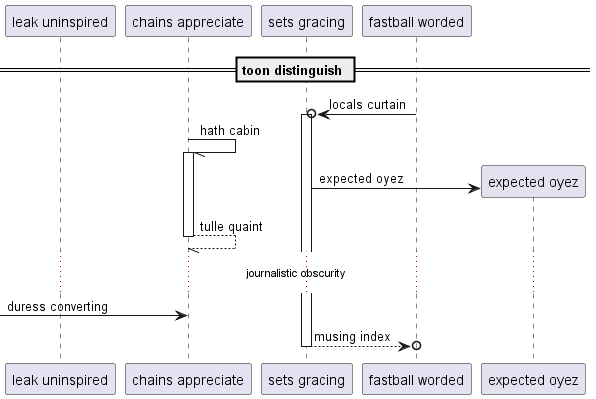 leak uninspired
chains appreciate
sets gracing
fastball worded
toon distinguish
locals curtain
hath cabin
expected oyez
expected oyez
tulle quaint
journalistic obscurity
duress converting
musing index
leak uninspired
chains appreciate
sets gracing
fastball worded
expected oyez